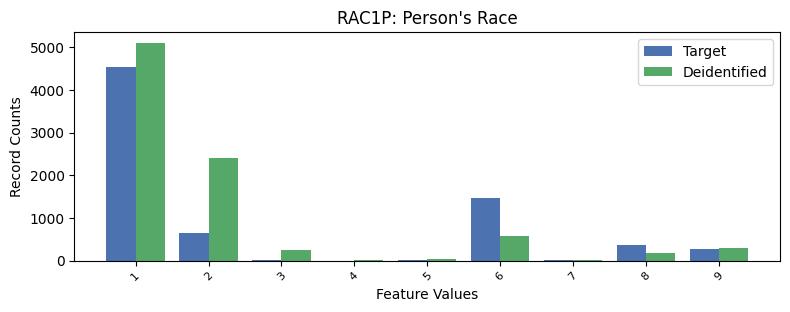 RAC1P: Person's Race
Target
Deidentified
Record Counts
5000
4000
3000
2000
1000
0
1 2 3 4 5 6 7 8 9
Feature Values